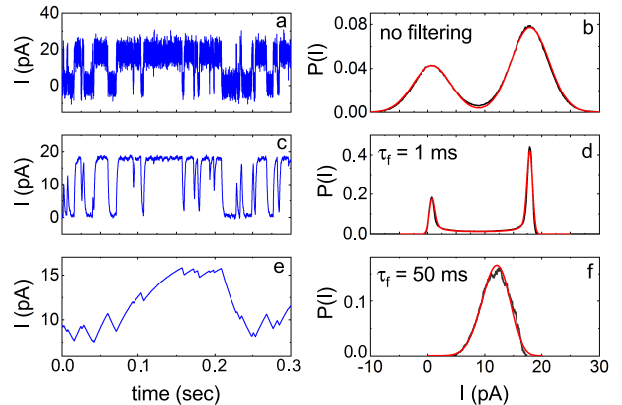 a
I (pA)
40
20
0
b
no filtering
P(I)
0.08
0.04
0.00
c
I (pA)
20
10
0
d
τf = 1 ms
P(I)
0.4
0.2
0.0
e
I (pA)
15
10
0.0 0.1 0.2 0.3
time (sec)
f
τf = 50 ms
P(I)
0.1
0.0
-10 0 10 20 30
I (pA)